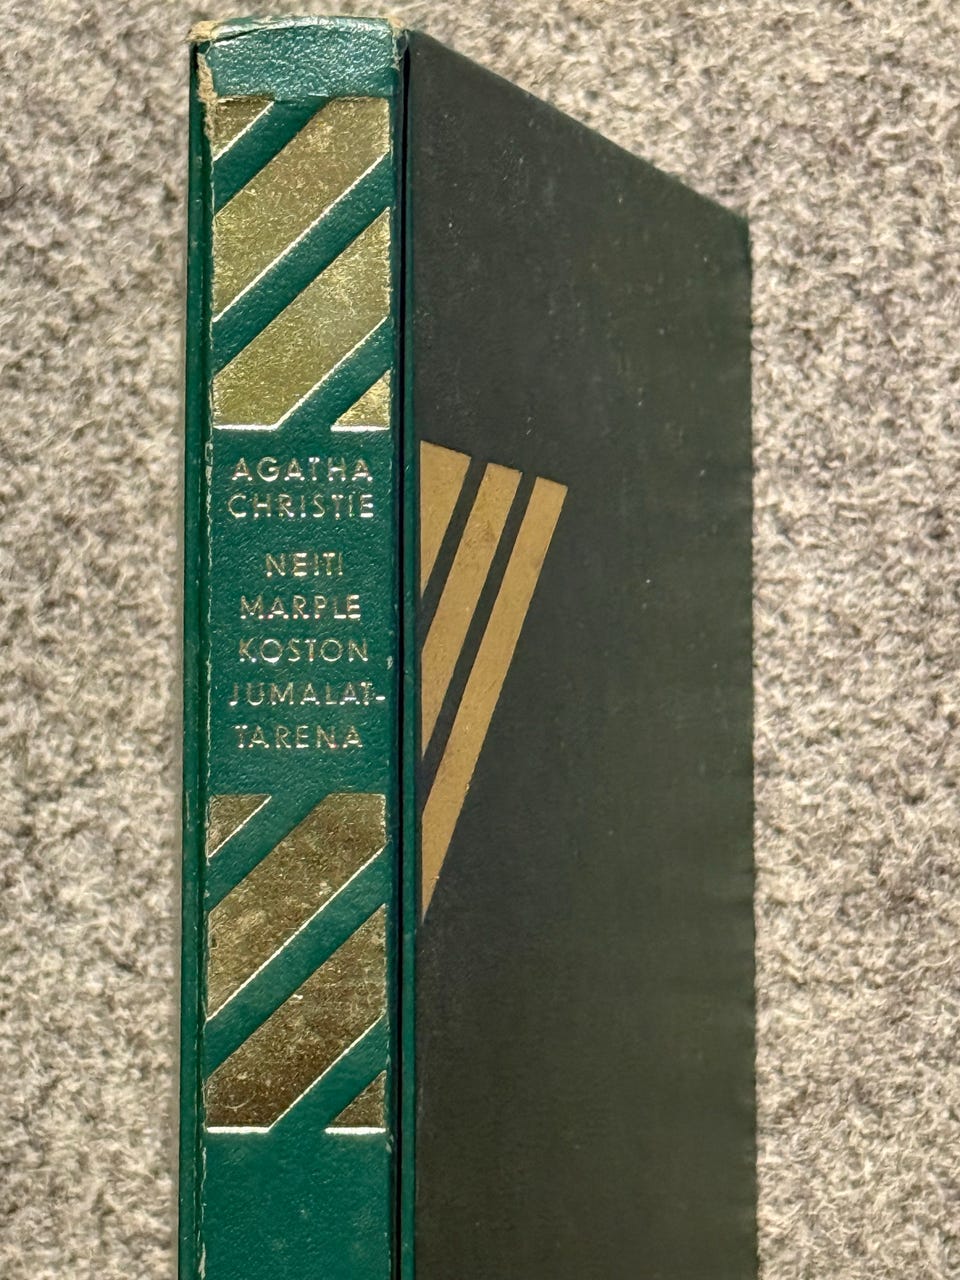 AGATHA
CHRISTIE
NEITI
MARPLE
KOSTON
JUMALAT-
TARENA